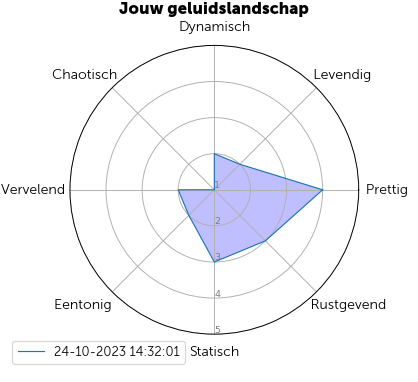 Jouw geluidslandschap
Dynamisch
Chaotisch
Levendig
Vervelend
1
Prettig
2
3
4
Eentonig
Rustgevend
5
24-10-2023 14:32:01
Statisch